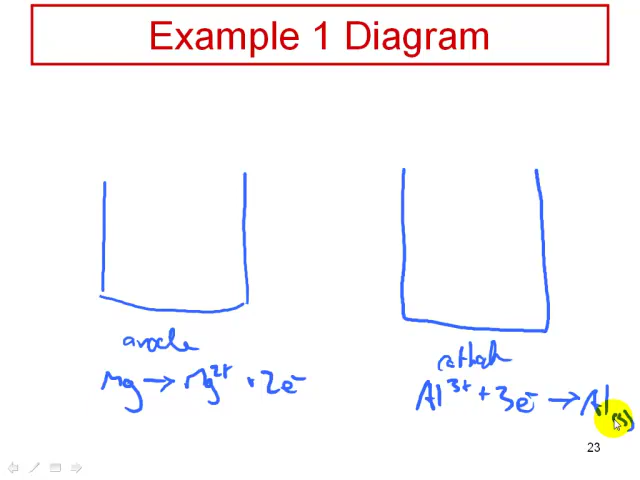 Example 1 Diagram
anode
cathode
Mg → Mg²⁺ + 2e⁻
Al³⁺ + 3e⁻ → Al(s)
23